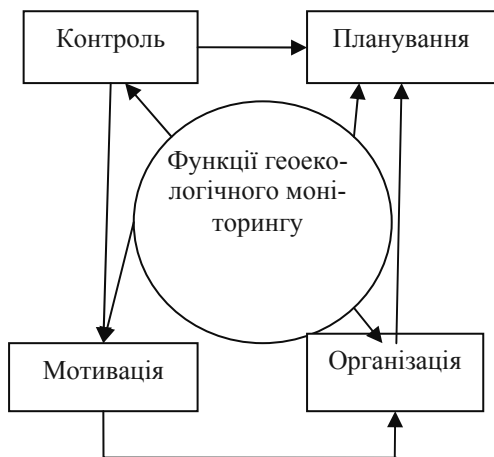 Контроль
Планування
Функції геоеко-
логічного моні-
торингу
Мотивація
Організація